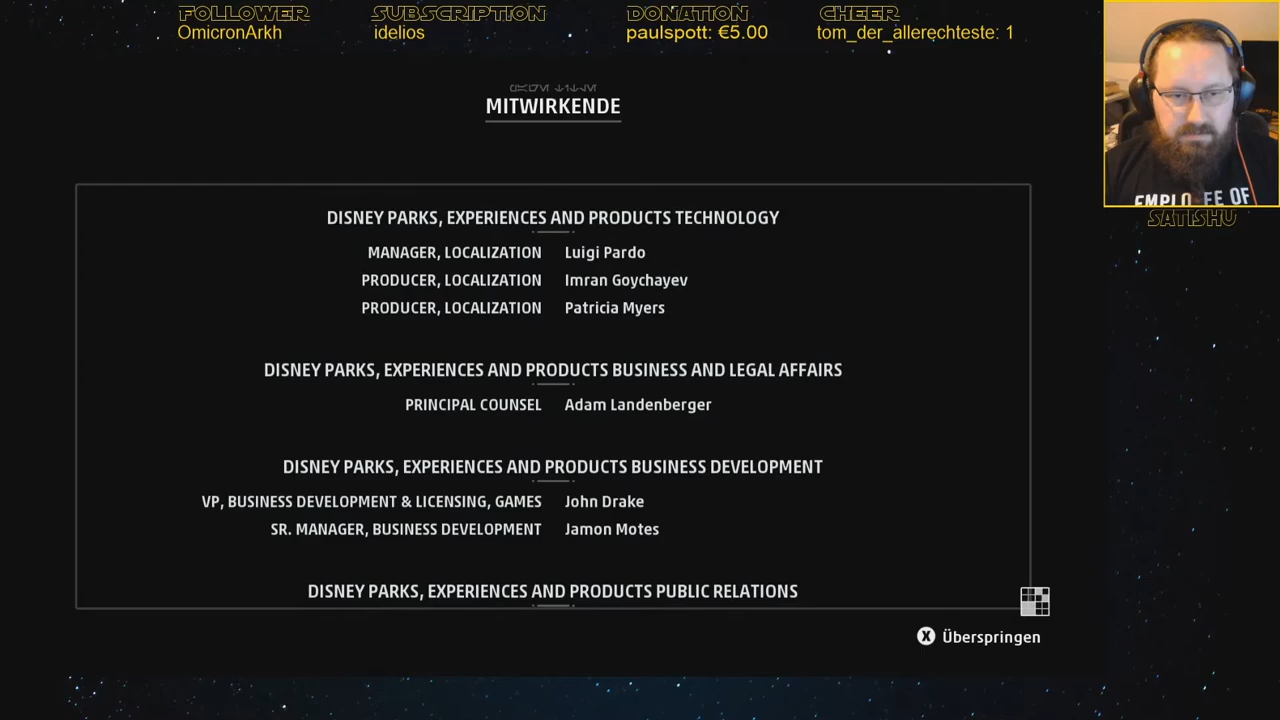 FOLLOWER SUBSCRIPTION DONATION CHEER
OmicronArkh idelios paulspott: €5.00 tom_der_allerechteste: 1
MITWIRKENDE
DISNEY PARKS, EXPERIENCES AND PRODUCTS TECHNOLOGY
MANAGER, LOCALIZATION Luigi Pardo
PRODUCER, LOCALIZATION Imran Goychayev
PRODUCER, LOCALIZATION Patricia Myers
DISNEY PARKS, EXPERIENCES AND PRODUCTS BUSINESS AND LEGAL AFFAIRS
PRINCIPAL COUNSEL Adam Landenberger
DISNEY PARKS, EXPERIENCES AND PRODUCTS BUSINESS DEVELOPMENT
VP, BUSINESS DEVELOPMENT & LICENSING, GAMES John Drake
SR. MANAGER, BUSINESS DEVELOPMENT Jamon Motes
DISNEY PARKS, EXPERIENCES AND PRODUCTS PUBLIC RELATIONS
X Überspringen
EMPLOYEE OF
SATISHU